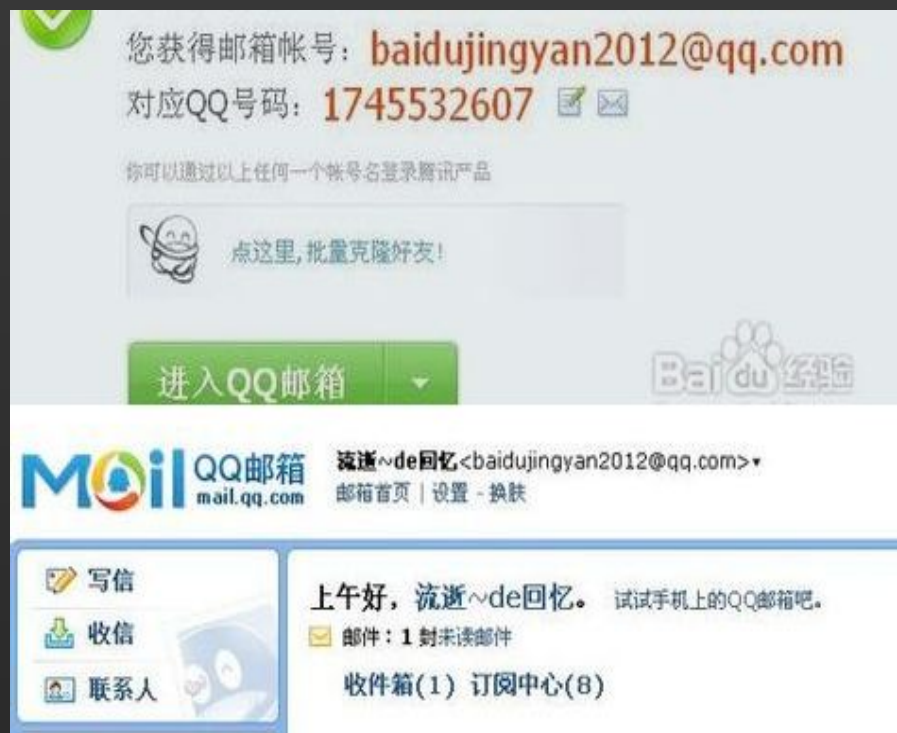 您获得邮箱帐号：baidujingyan2012@qq.com
对应QQ号码：1745532607
你可以通过以上任何一个帐号名登录腾讯产品
点这里,批量克隆好友!
进入QQ邮箱
Bai du 经验
MAil QQ邮箱
mail.qq.com
流逝~de回忆<baidujingyan2012@qq.com>
邮箱首页 | 设置 - 换肤
写信
收信
联系人
上午好，流逝~de回忆。 试试手机上的QQ邮箱吧。
邮件：1 封未读邮件
收件箱(1) 订阅中心(8)